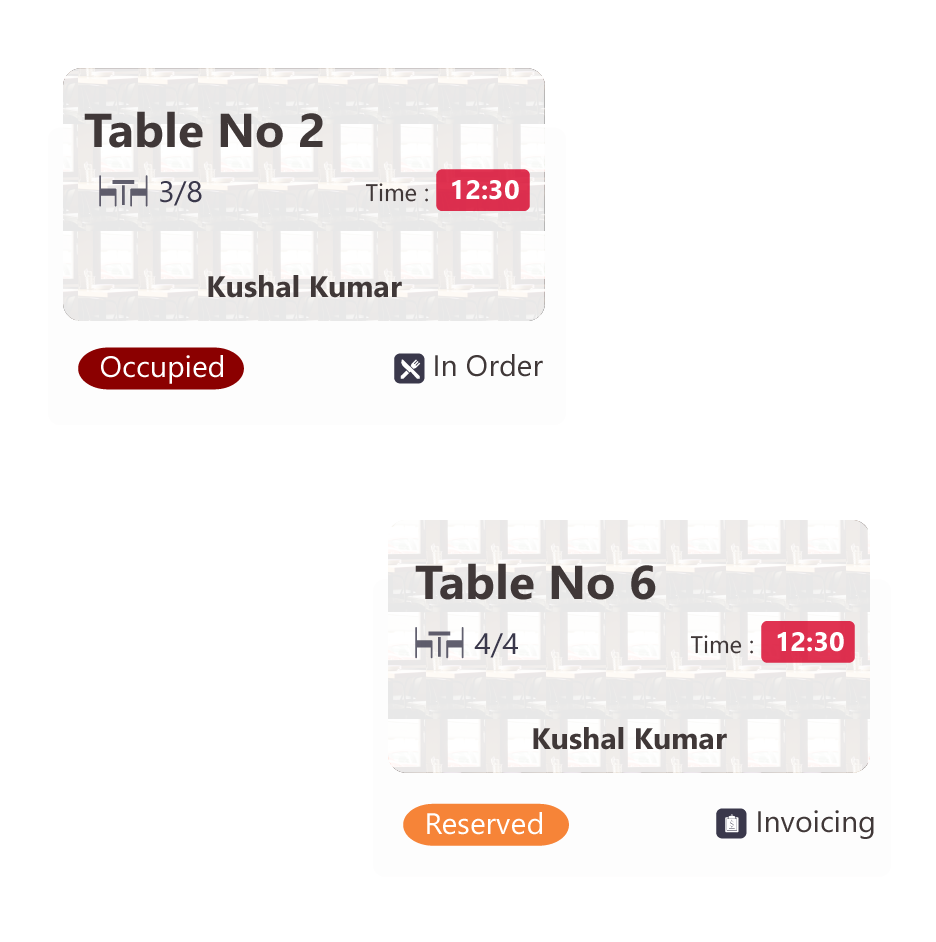 Table No 2
3/8 Time : 12:30
Kushal Kumar
Occupied In Order
Table No 6
4/4 Time : 12:30
Kushal Kumar
Reserved Invoicing